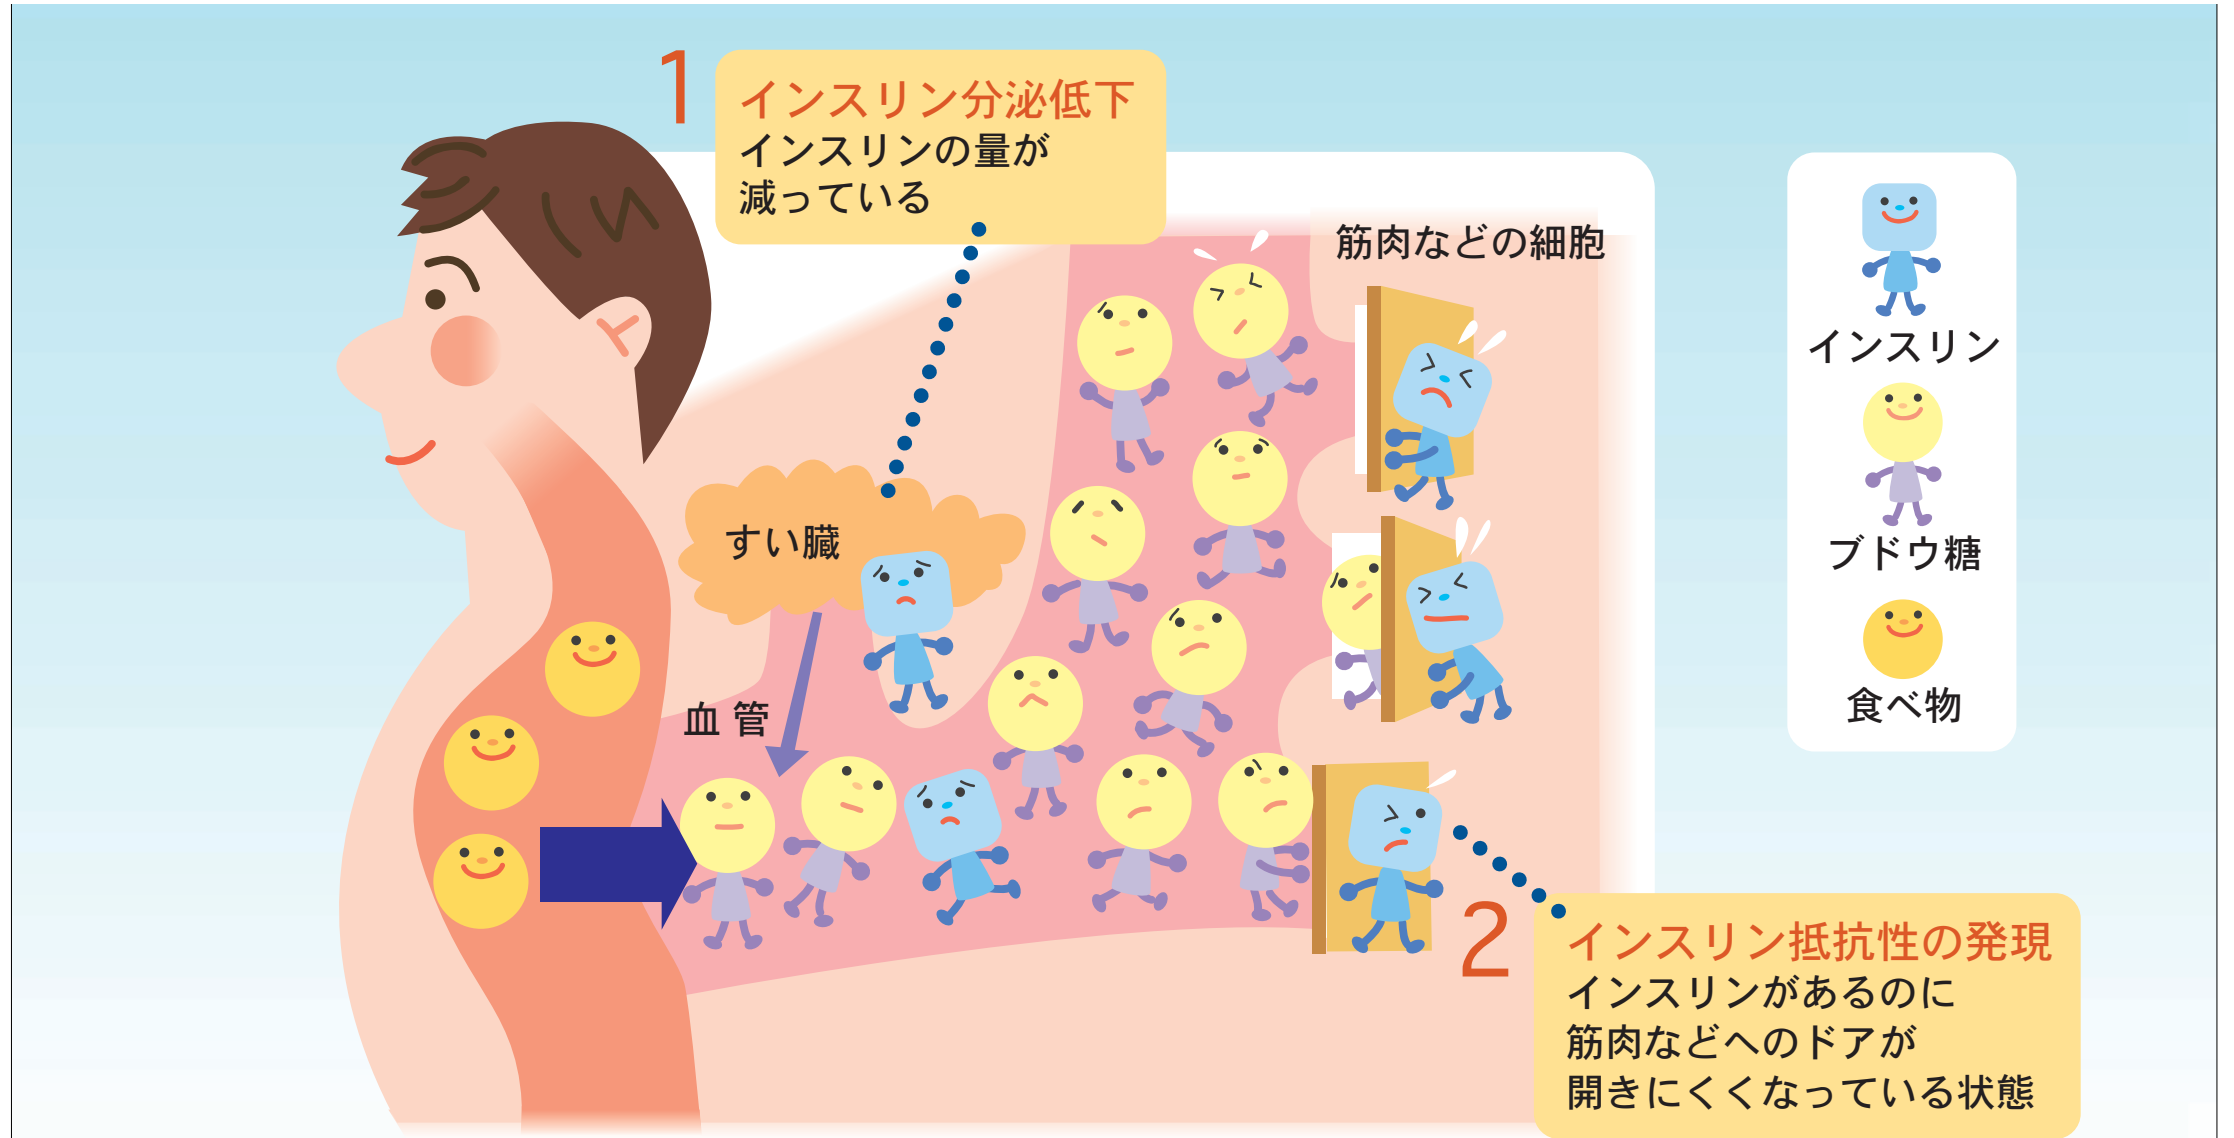 1
インスリン分泌低下
インスリンの量が
減っている
筋肉などの細胞
すい臓
血管
2
インスリン抵抗性の発現
インスリンがあるのに
筋肉などへのドアが
開きにくくなっている状態
インスリン
ブドウ糖
食べ物